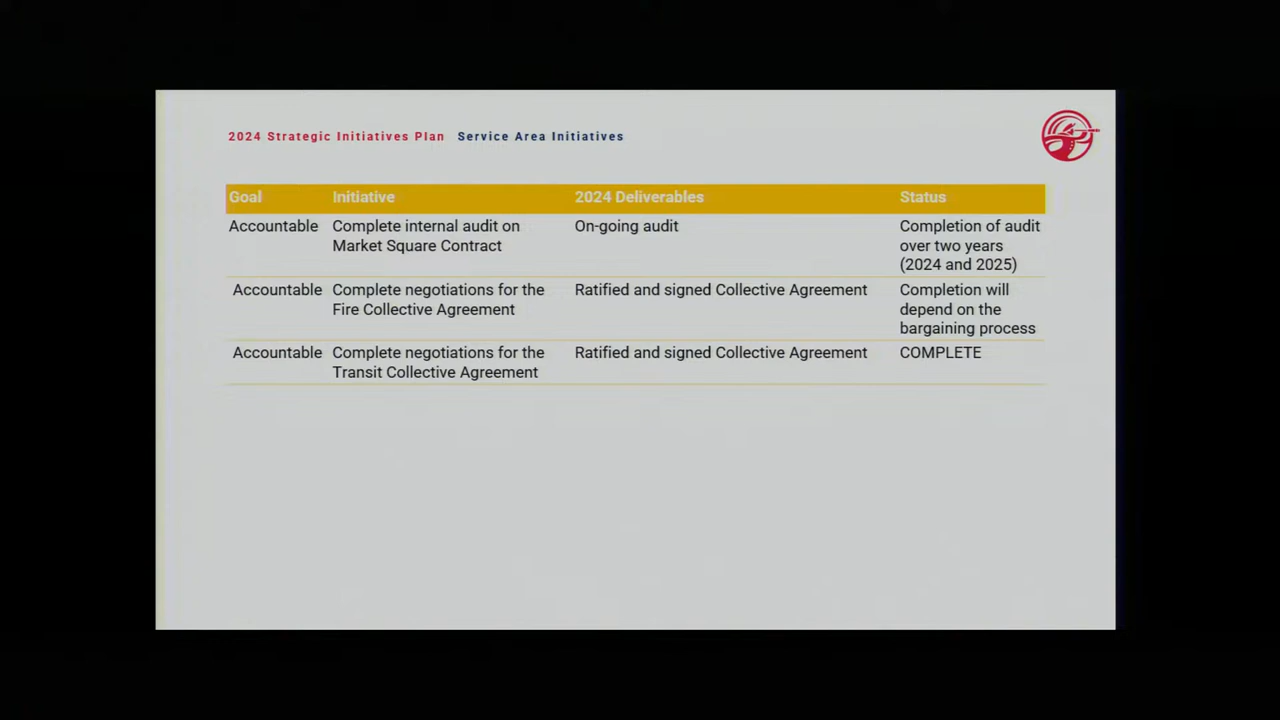 2024 Strategic Initiatives Plan Service Area Initiatives
Goal Initiative 2024 Deliverables Status
Accountable Complete internal audit on On-going audit Completion of audit
Market Square Contract over two years
(2024 and 2025)
Accountable Complete negotiations for the Ratified and signed Collective Agreement Completion will
Fire Collective Agreement depend on the
bargaining process
Accountable Complete negotiations for the Ratified and signed Collective Agreement COMPLETE
Transit Collective Agreement